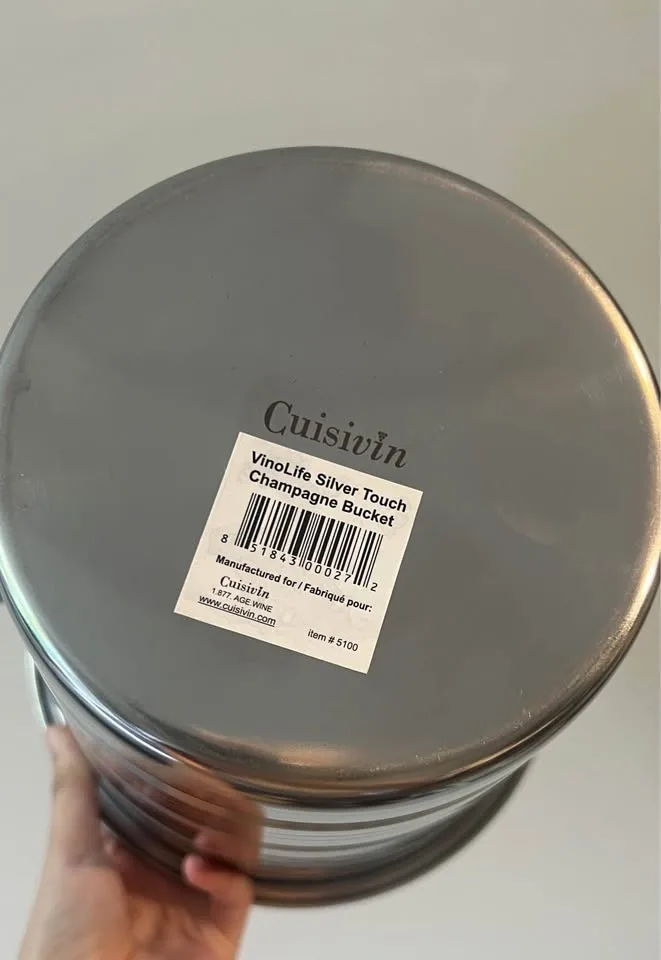 Cuisivin
VinoLife Silver Touch
Champagne Bucket
8 51843 00027 2
Manufactured for / Fabriqué pour:
Cuisivin
1.877. AGE.WINE
www.cuisivin.com
item # 5100